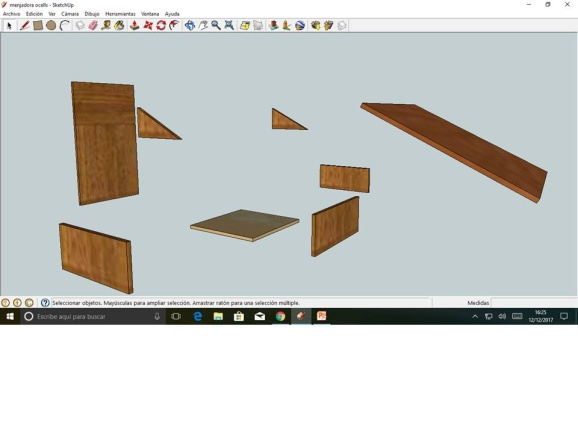 menjadora ocells - SketchUp
Archivo Edición Ver Cámara Dibujo Herramientas Ventana Ayuda
Seleccionar objetos. Mayúsculas para ampliar selección. Arrastrar ratón para una selección múltiple.
Medidas
Escribe aquí para buscar
16:25
12/12/2017